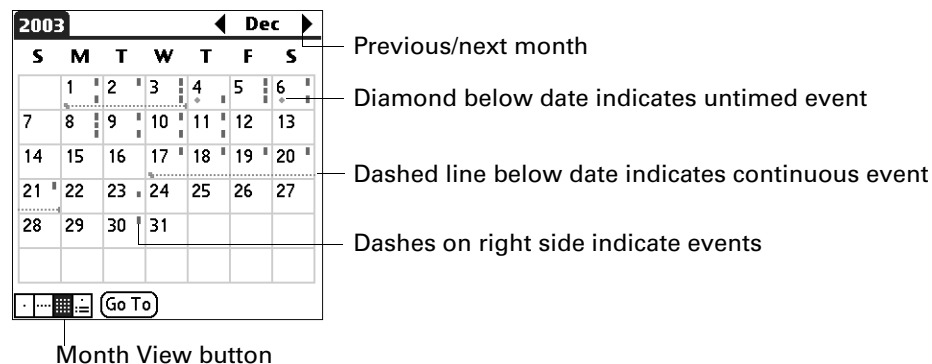 2003 Dec
S M T W T F S
1 2 3 4 5 6
7 8 9 10 11 12 13
14 15 16 17 18 19 20
21 22 23 24 25 26 27
28 29 30 31
Go To
Previous/next month
Diamond below date indicates untimed event
Dashed line below date indicates continuous event
Dashes on right side indicate events
Month View button